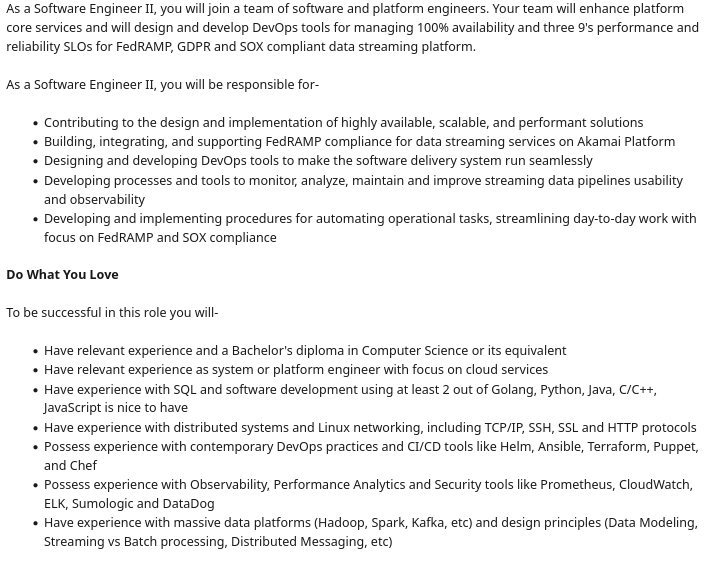 As a Software Engineer II, you will join a team of software and platform engineers. Your team will enhance platform
core services and will design and develop DevOps tools for managing 100% availability and three 9's performance and
reliability SLOs for FedRAMP, GDPR and SOX compliant data streaming platform.
As a Software Engineer II, you will be responsible for-
• Contributing to the design and implementation of highly available, scalable, and performant solutions
• Building, integrating, and supporting FedRAMP compliance for data streaming services on Akamai Platform
• Designing and developing DevOps tools to make the software delivery system run seamlessly
• Developing processes and tools to monitor, analyze, maintain and improve streaming data pipelines usability
and observability
• Developing and implementing procedures for automating operational tasks, streamlining day-to-day work with
focus on FedRAMP and SOX compliance
Do What You Love
To be successful in this role you will-
• Have relevant experience and a Bachelor's diploma in Computer Science or its equivalent
• Have relevant experience as system or platform engineer with focus on cloud services
• Have experience with SQL and software development using at least 2 out of Golang, Python, Java, C/C++,
JavaScript is nice to have
• Have experience with distributed systems and Linux networking, including TCP/IP, SSH, SSL and HTTP protocols
• Possess experience with contemporary DevOps practices and CI/CD tools like Helm, Ansible, Terraform, Puppet,
and Chef
• Possess experience with Observability, Performance Analytics and Security tools like Prometheus, CloudWatch,
ELK, Sumologic and DataDog
• Have experience with massive data platforms (Hadoop, Spark, Kafka, etc) and design principles (Data Modeling,
Streaming vs Batch processing, Distributed Messaging, etc)